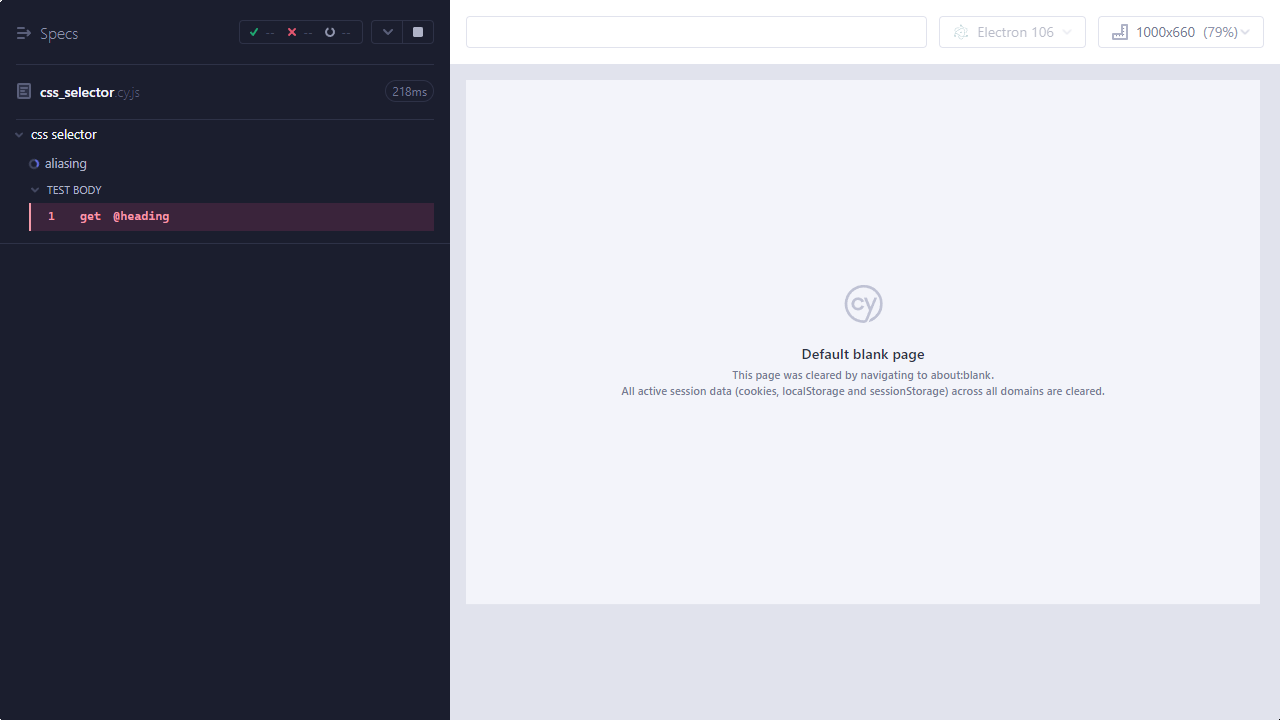 Specs
--
--
--
Electron 106
1000x660 (79%)
css_selector.cy.js
218ms
css selector
aliasing
TEST BODY
1 get @heading
cy
Default blank page
This page was cleared by navigating to about:blank.
All active session data (cookies, localStorage and sessionStorage) across all domains are cleared.